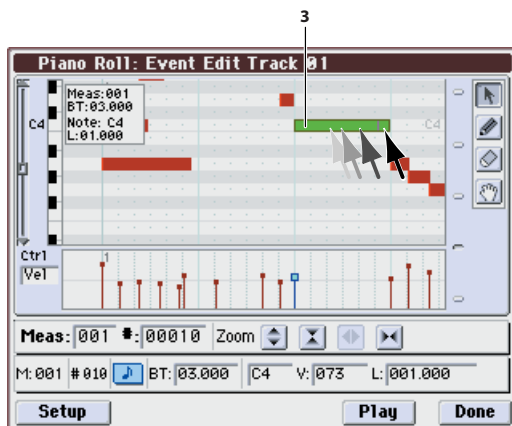 3
Piano Roll: Event Edit Track 01
Meas:001
BT:03.000
Note: C4
L:01.000
C4
C4
Ctrl
Vel
1
Meas: 001 #: 00010 Zoom
M: 001 #010 BT: 03.000 C4 V: 073 L: 001.000
Setup Play Done